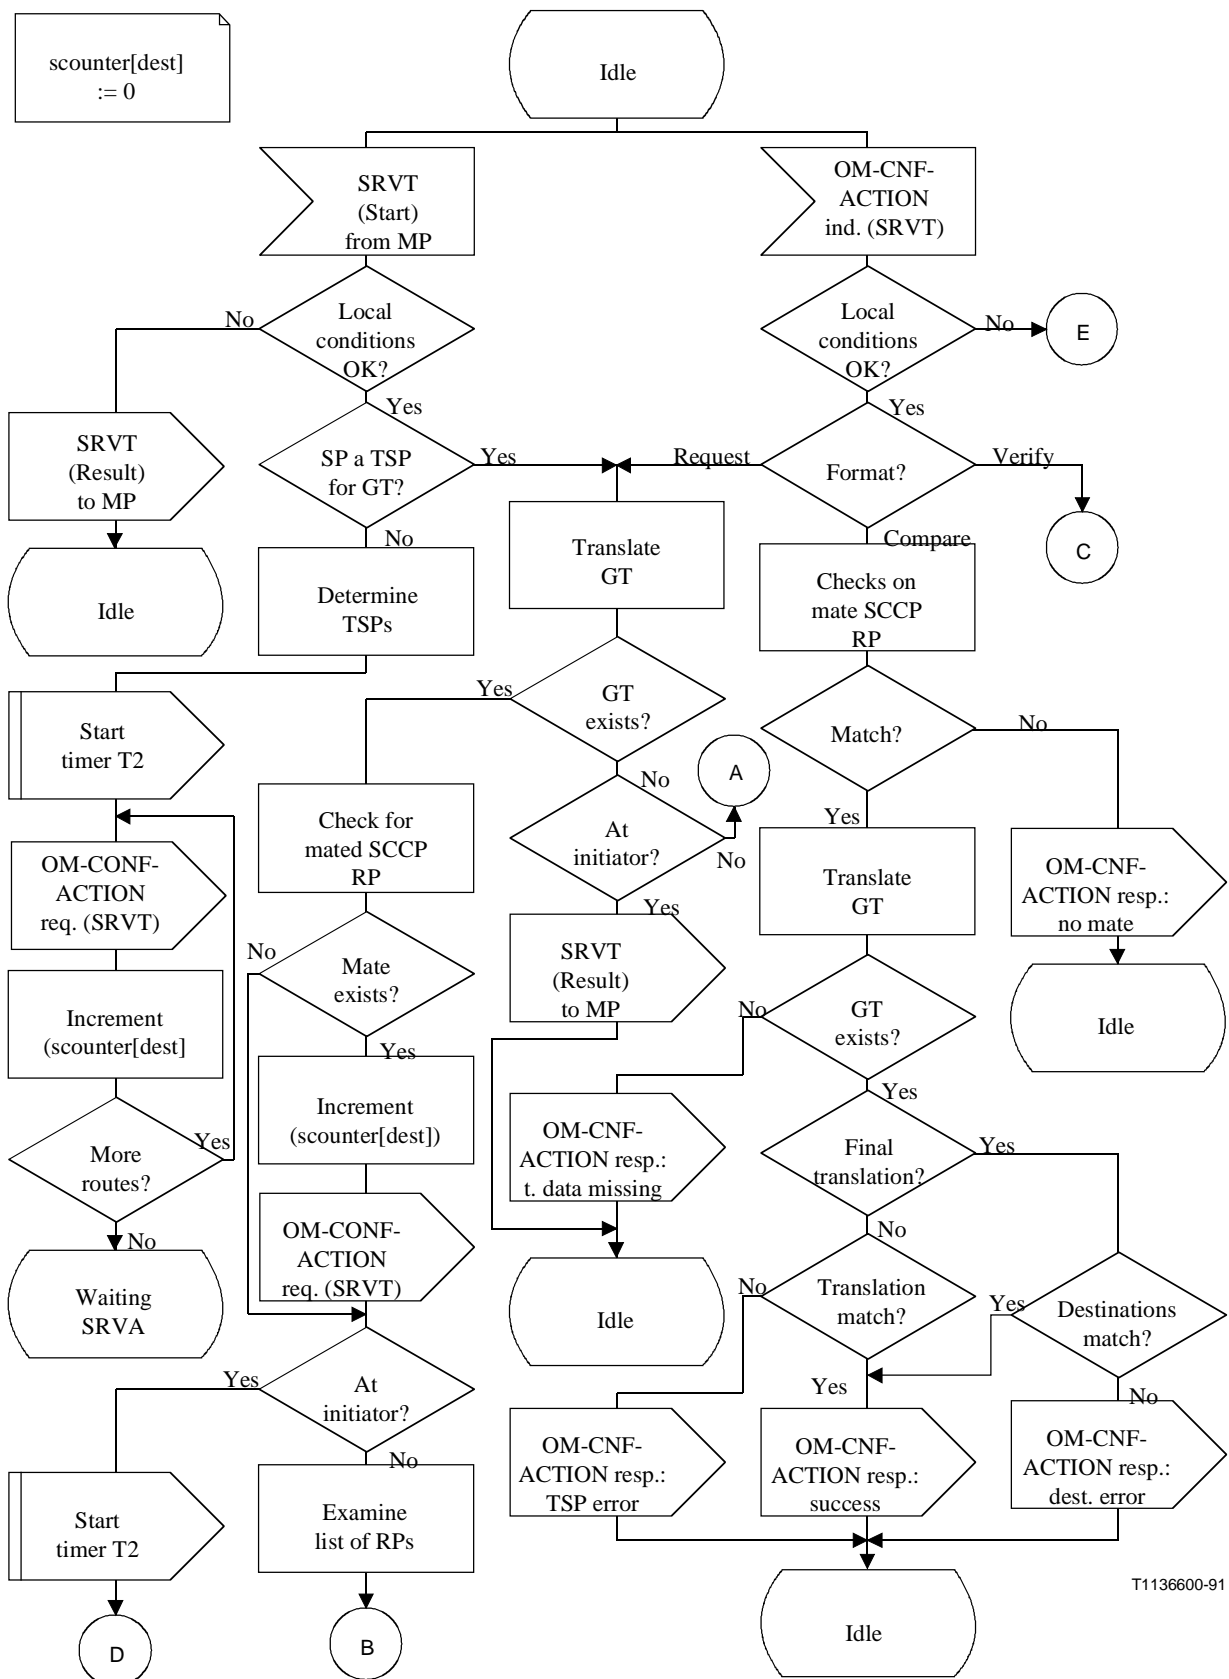 scounter[dest]
:= 0
Idle
SRVT
(Start)
from MP
OM-CNF-
ACTION
ind. (SRVT)
No
Local
conditions
OK?
Local
conditions
OK?
No
E
Yes
Yes
SRVT
(Result)
to MP
SP a TSP
for GT?
Yes
Request
Format?
Verify
No
Compare
C
Idle
Determine
TSPs
Translate
GT
Checks on
mate SCCP
RP
Yes
GT
exists?
Start
timer T2
Match?
No
No
A
Check for
mated SCCP
RP
At
initiator?
No
Yes
OM-CONF-
ACTION
req. (SRVT)
Translate
GT
OM-CNF-
ACTION resp.:
no mate
Yes
No
Mate
exists?
SRVT
(Result)
to MP
Increment
(scounter[dest]
No
GT
exists?
Idle
Yes
Yes
Increment
(scounter[dest])
More
routes?
Yes
OM-CNF-
ACTION resp.:
t. data missing
Final
translation?
Yes
No
OM-CONF-
ACTION
req. (SRVT)
No
Waiting
SRVA
Idle
No
Translation
match?
Yes
Destinations
match?
Yes
At
initiator?
Yes
No
No
OM-CNF-
ACTION resp.:
TSP error
OM-CNF-
ACTION resp.:
success
OM-CNF-
ACTION resp.:
dest. error
Start
timer T2
Examine
list of RPs
T1136600-91
D
B
Idle